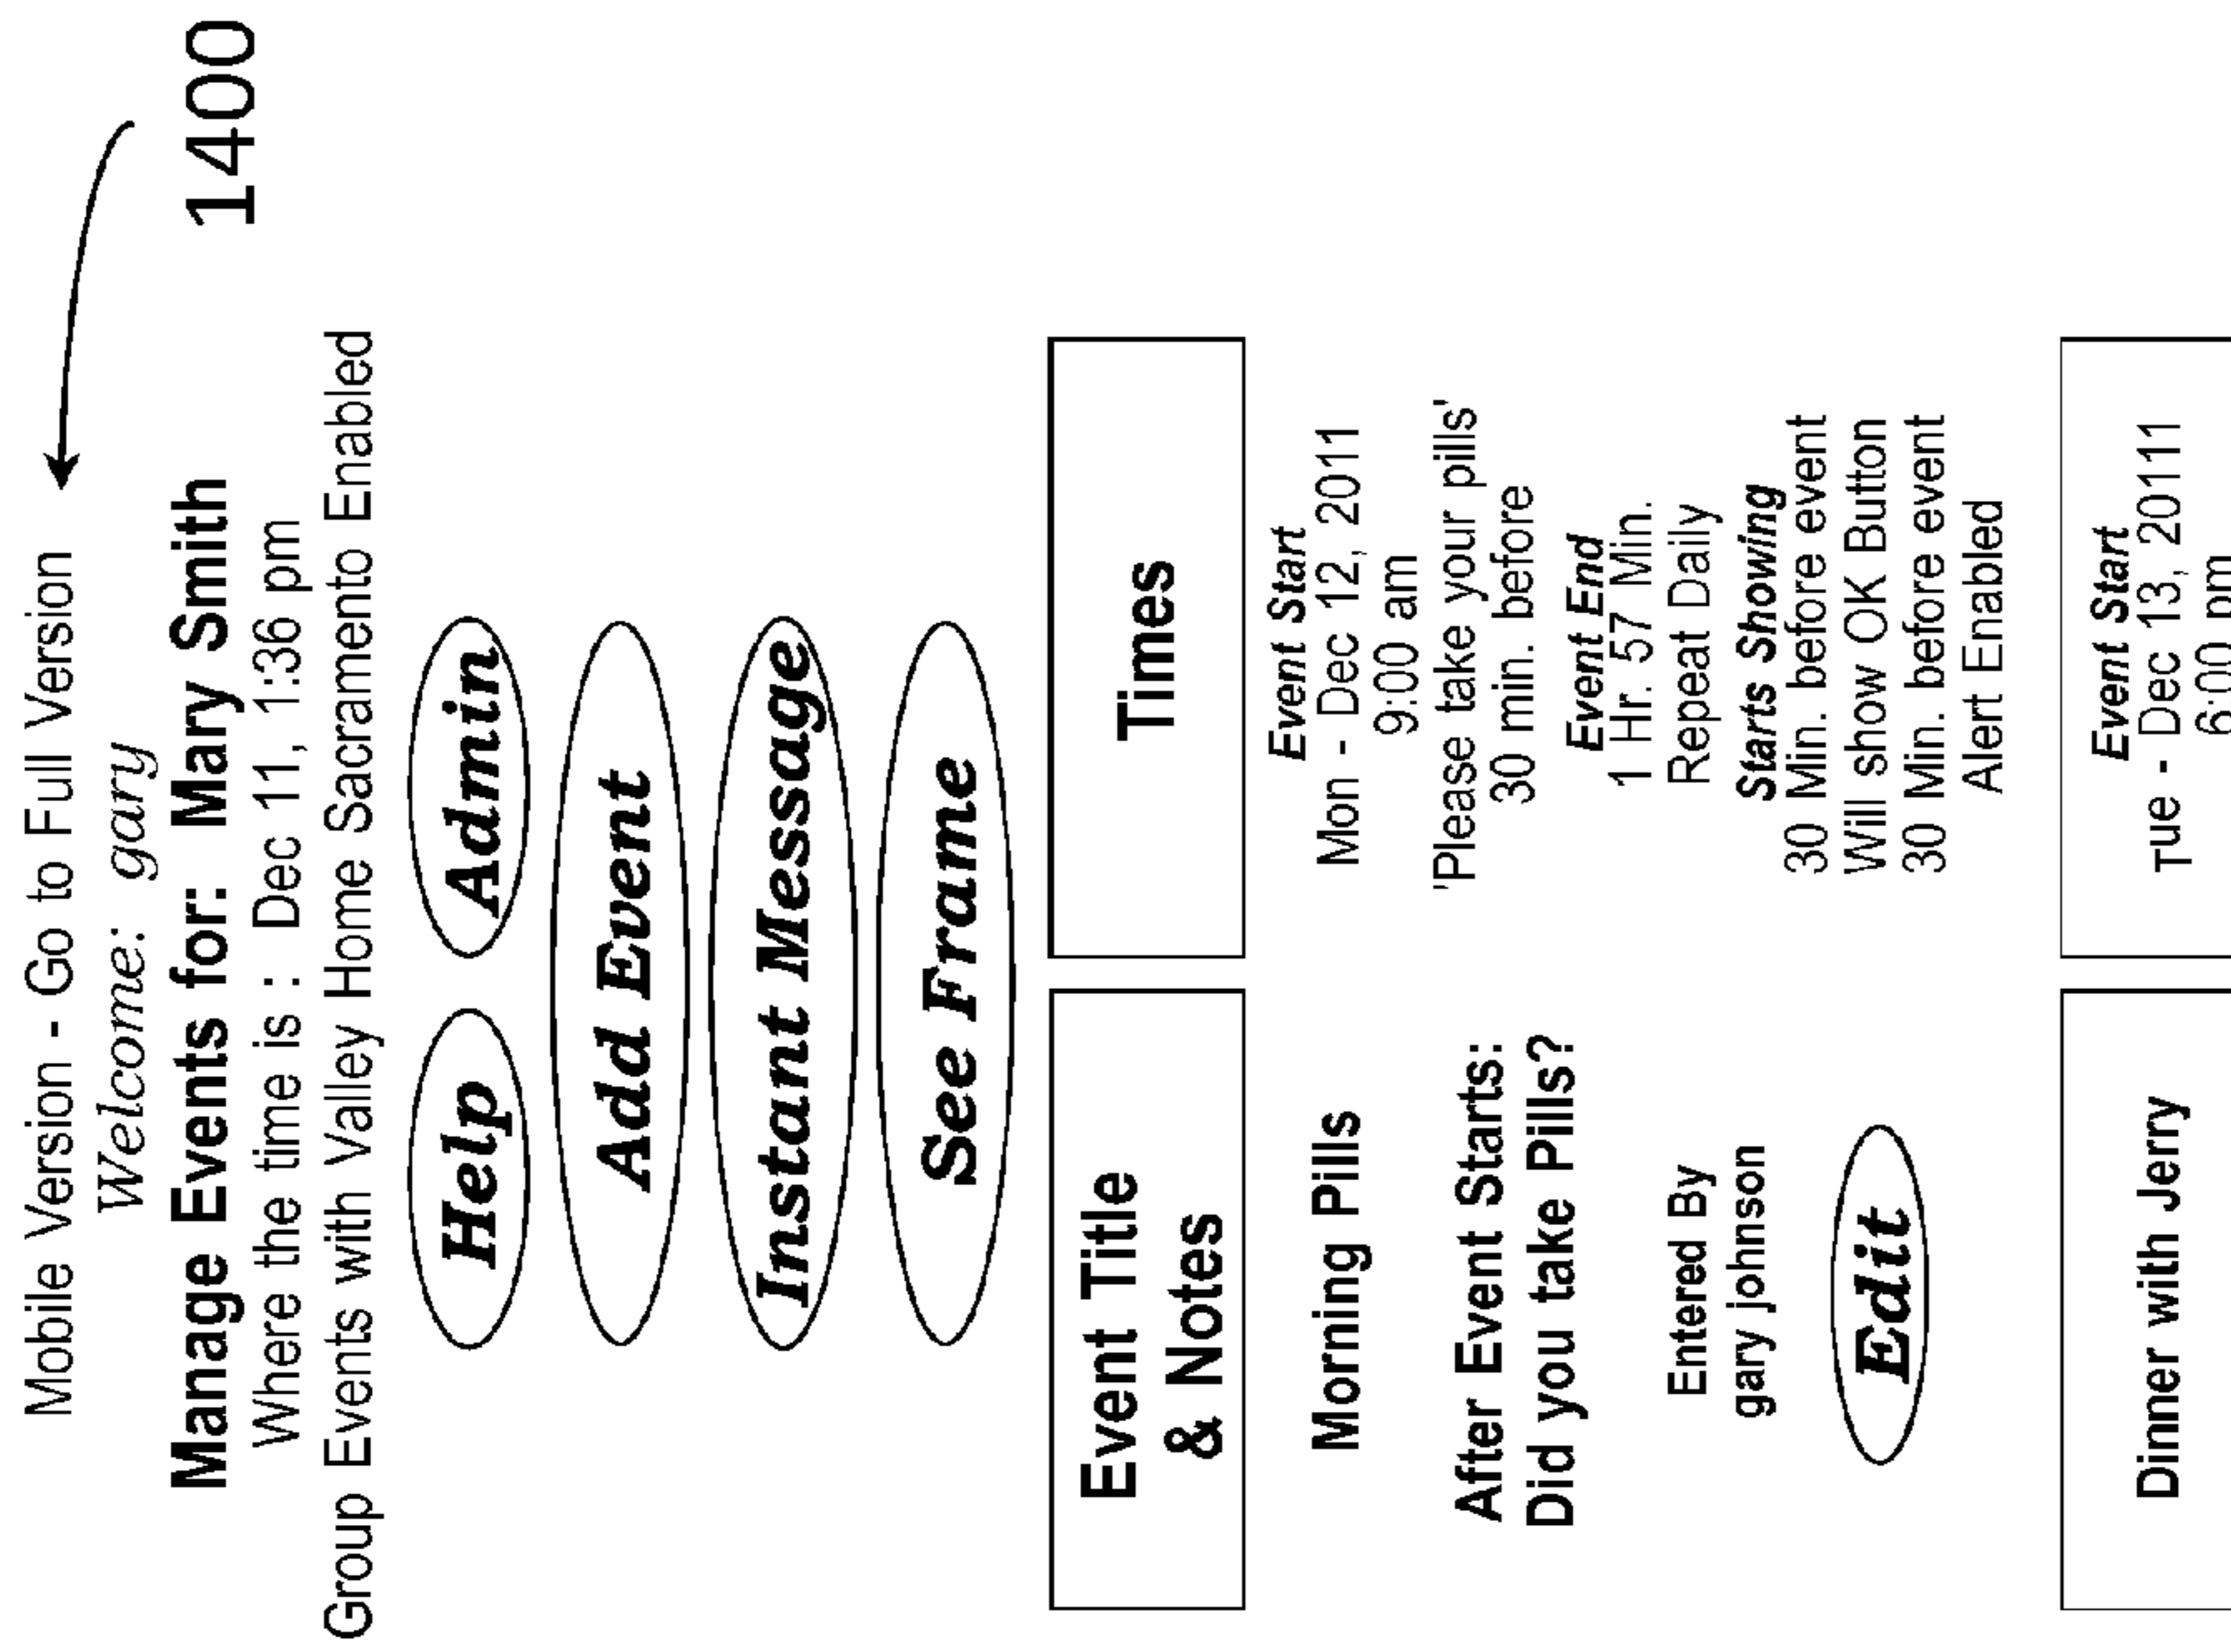 Mobile Version - Go to Full Version
Welcome: gary
1400
Manage Events for: Mary Smith
Where the time is : Dec 11, 1:36 pm
Group Events with Valley Home Sacramento Enabled
Help Admin
Add Event
Instant Message
See Frame
Event Title
& Notes
Times
Morning Pills
After Event Starts:
Did you take Pills?
Entered By
gary johnson
Edit
Event Start
Mon - Dec 12, 2011
9:00 am
'Please take your pills'
30 min. before
Event End
1 Hr. 57 Min.
Repeat Daily
Starts Showing
30 Min. before event
Will show OK Button
30 Min. before event
Alert Enabled
Dinner with Jerry
Event Start
Tue - Dec 13, 20111
6:00 pm